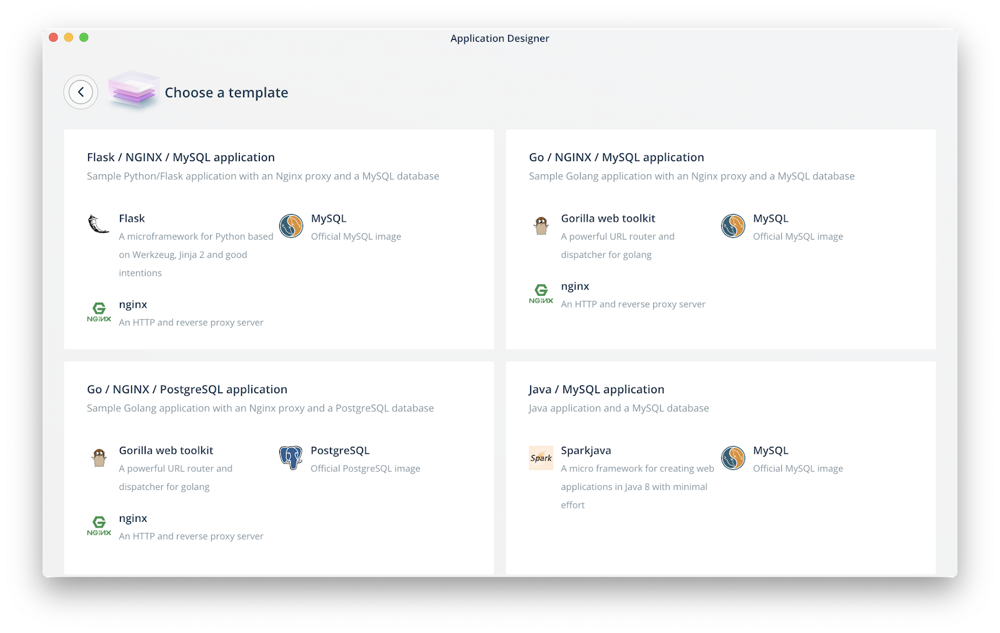 Application Designer
Choose a template
Flask / NGINX / MySQL application
Sample Python/Flask application with an Nginx proxy and a MySQL database
Flask
A microframework for Python based
on Werkzeug, Jinja 2 and good
intentions
MySQL
Official MySQL image
NGINX
nginx
An HTTP and reverse proxy server
Go / NGINX / MySQL application
Sample Golang application with an Nginx proxy and a MySQL database
Gorilla web toolkit
A powerful URL router and
dispatcher for golang
MySQL
Official MySQL image
NGINX
nginx
An HTTP and reverse proxy server
Go / NGINX / PostgreSQL application
Sample Golang application with an Nginx proxy and a PostgreSQL database
Gorilla web toolkit
A powerful URL router and
dispatcher for golang
PostgreSQL
Official PostgreSQL image
NGINX
nginx
An HTTP and reverse proxy server
Java / MySQL application
Java application and a MySQL database
Spark
Sparkjava
A micro framework for creating web
applications in Java 8 with minimal
effort
MySQL
Official MySQL image